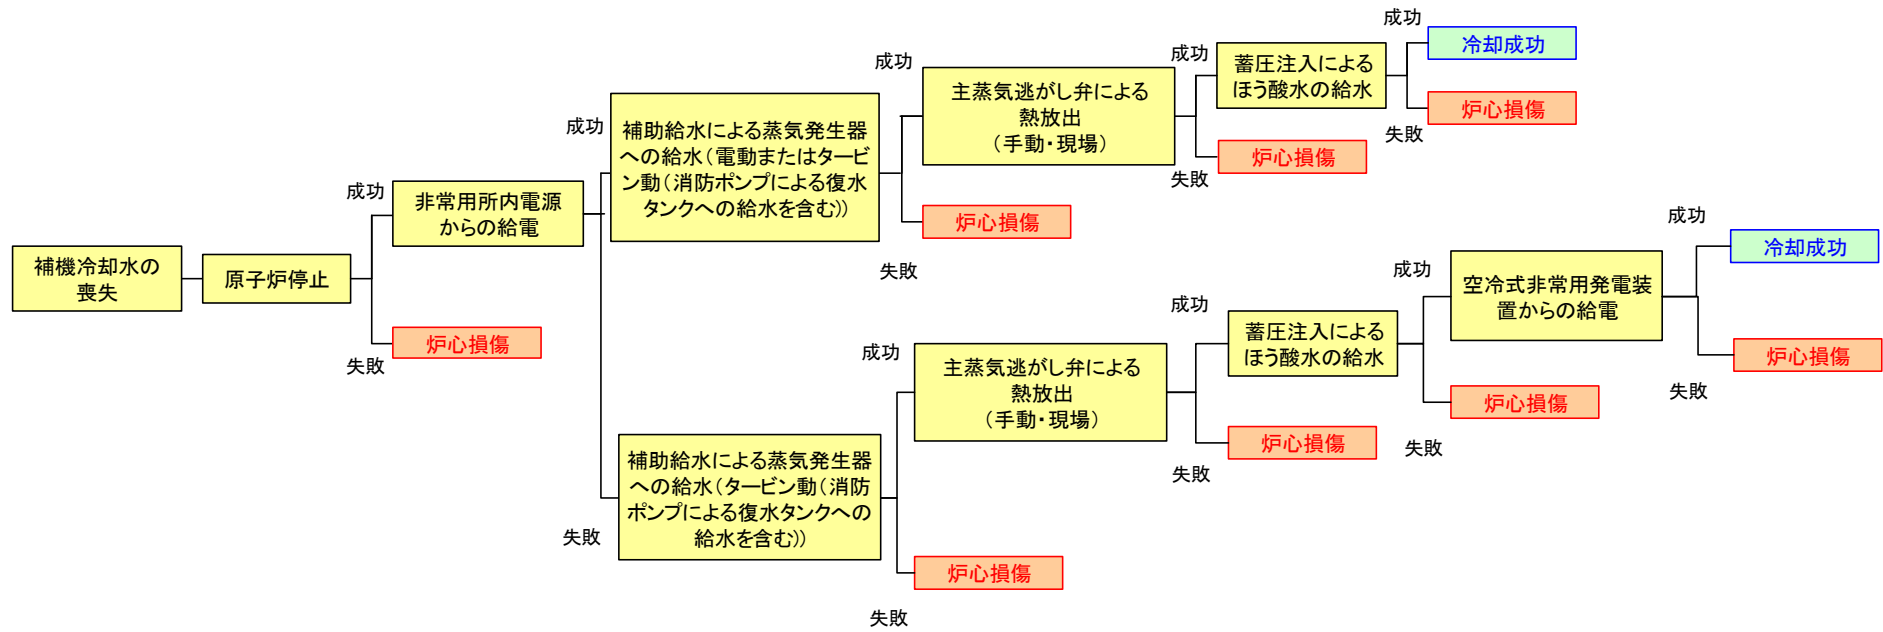 補機冷却水の
喪失
原子炉停止
成功
非常用所内電源
からの給電
失敗
炉心損傷
成功
補助給水による蒸気発生器
への給水(電動またはタービ
ン動(消防ポンプによる復水
タンクへの給水を含む))
成功
主蒸気逃がし弁による
熱放出
(手動・現場)
失敗
炉心損傷
成功
蓄圧注入による
ほう酸水の給水
失敗
炉心損傷
成功
冷却成功
失敗
炉心損傷
失敗
補助給水による蒸気発生器
への給水(タービン動(消防
ポンプによる復水タンクへの
給水を含む))
成功
主蒸気逃がし弁による
熱放出
(手動・現場)
失敗
炉心損傷
成功
蓄圧注入による
ほう酸水の給水
失敗
炉心損傷
成功
空冷式非常用発電装
置からの給電
失敗
炉心損傷
成功
冷却成功
失敗
炉心損傷